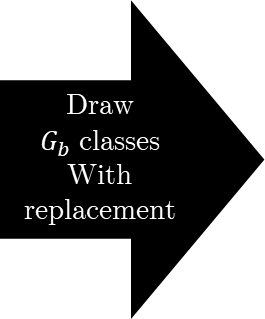 Draw
G_b classes
With
replacement